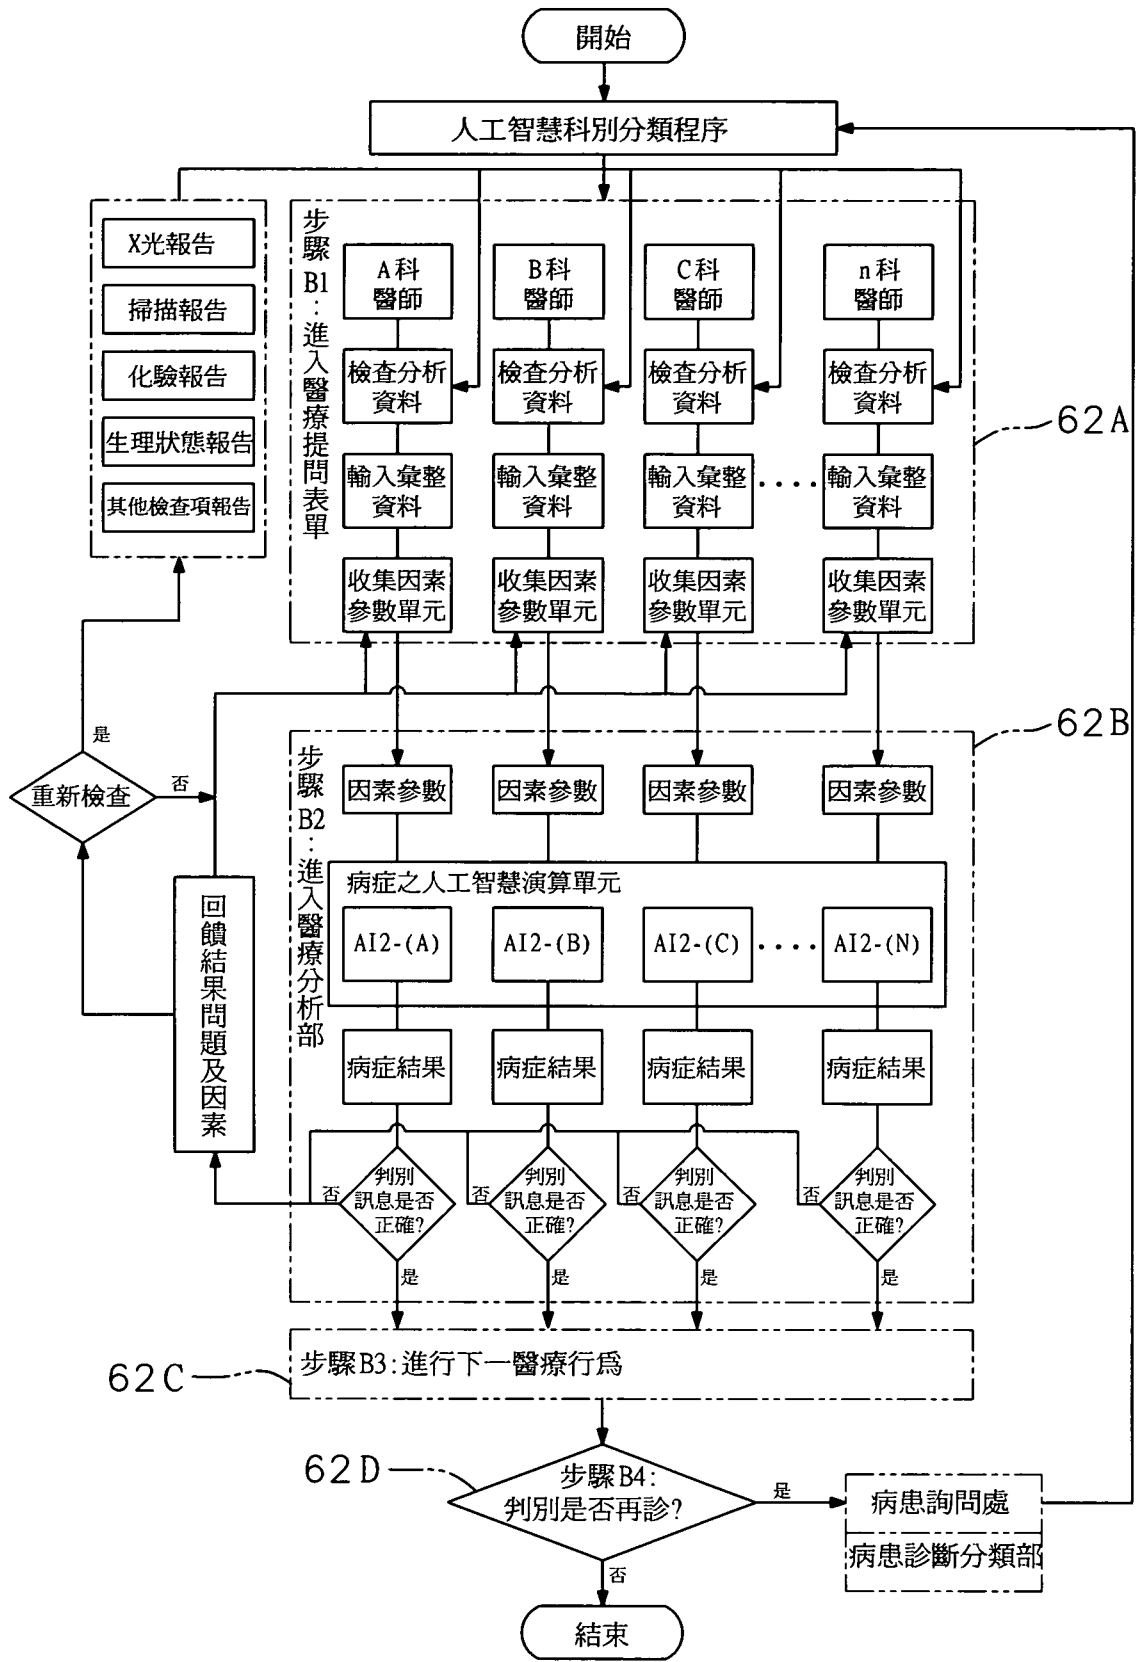 開始
人工智慧科別分類程序
X光報告
掃描報告
化驗報告
生理狀態報告
其他檢查項報告
步驟B1:進入醫療提問表單
A科
醫師
B科
醫師
C科
醫師
n科
醫師
檢查分析
資料
檢查分析
資料
檢查分析
資料
檢查分析
資料
62A
輸入彙整
資料
輸入彙整
資料
輸入彙整
資料
····
輸入彙整
資料
收集因素
參數單元
收集因素
參數單元
收集因素
參數單元
收集因素
參數單元
是
重新檢查
否
回饋結果問題及因素
62B
步驟B2:進入醫療分析部
因素參數
因素參數
因素參數
因素參數
病症之人工智慧演算單元
AI2-(A)
AI2-(B)
AI2-(C)
····
AI2-(N)
病症結果
病症結果
病症結果
病症結果
否
判別
訊息是否
正確?
否
判別
訊息是否
正確?
否
判別
訊息是否
正確?
否
判別
訊息是否
正確?
是
是
是
是
62C
步驟B3:進行下一醫療行為
62D
步驟B4:
判別是否再診?
是
病患詢問處
病患診斷分類部
否
結束